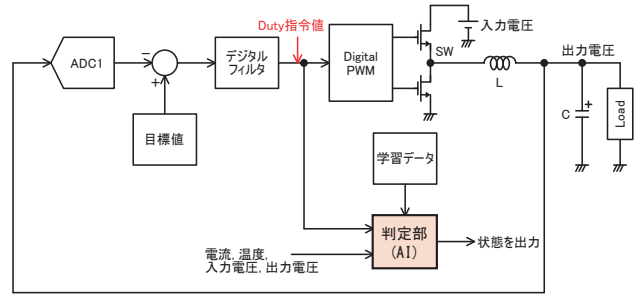 Duty指令値
入力電圧
ADC1
−
+
デジタル
フィルタ
Digital
PWM
SW
L
出力電圧
C
+
Load
目標値
学習データ
判定部
(AI)
電流, 温度,
入力電圧, 出力電圧
状態を出力